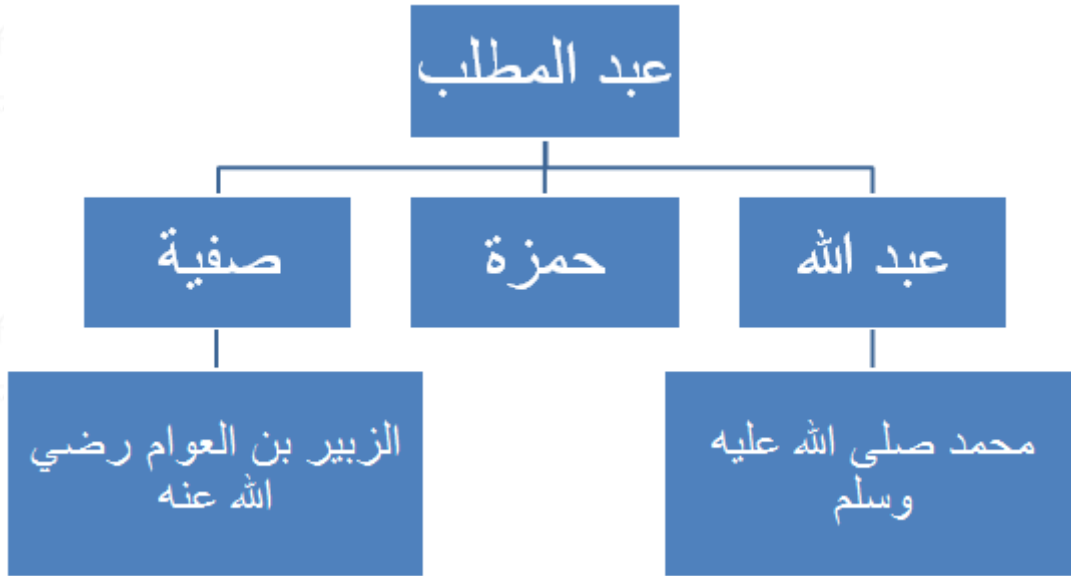 عبد المطلب
عبد الله
حمزة
صفية
محمد صلى الله عليه
وسلم
الزبير بن العوام رضي
الله عنه